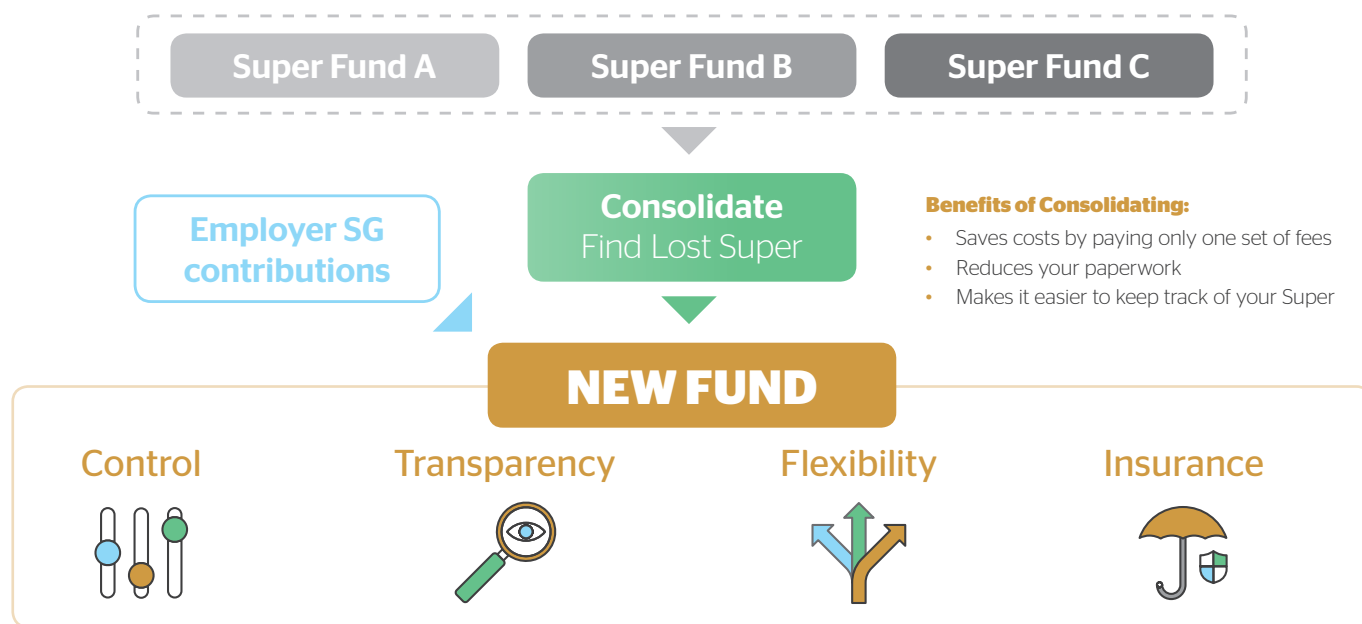 Super Fund A
Super Fund B
Super Fund C
Employer SG
contributions
Consolidate
Find Lost Super
Benefits of Consolidating:
• Saves costs by paying only one set of fees
• Reduces your paperwork
• Makes it easier to keep track of your Super
NEW FUND
Control
Transparency
Flexibility
Insurance